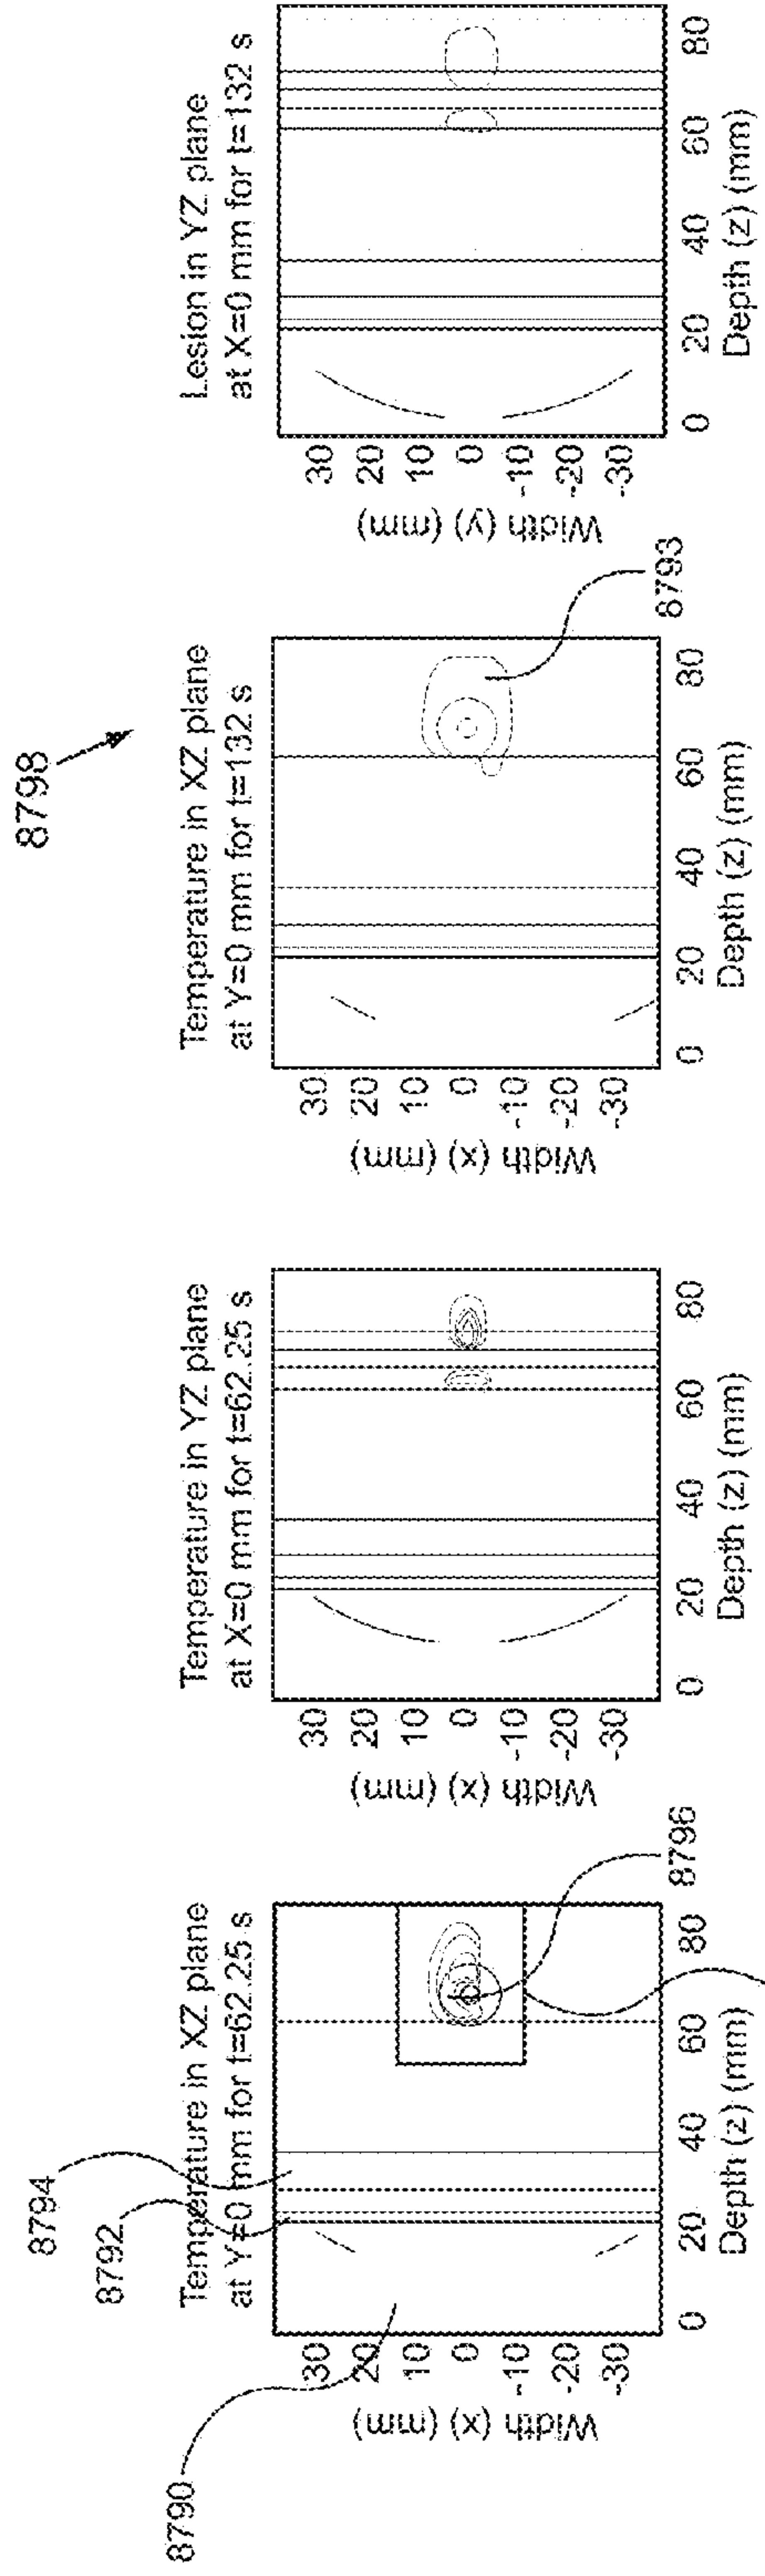 8798
8794
8792
8790
Temperature in XZ plane
at Y=0 mm for t=62.25 s
Width (x) (mm)
30
20
10
0
-10
-20
-30
0 20 40 60 80
Depth (z) (mm)
8796
Temperature in YZ plane
at X=0 mm for t=62.25 s
Width (x) (mm)
30
20
10
0
-10
-20
-30
0 20 40 60 80
Depth (z) (mm)
Temperature in XZ plane
at Y=0 mm for t=132 s
Width (x) (mm)
30
20
10
0
-10
-20
-30
0 20 40 60 80
Depth (z) (mm)
8793
Lesion in YZ plane
at X=0 mm for t=132 s
Width (y) (mm)
30
20
10
0
-10
-20
-30
0 20 40 60 80
Depth (z) (mm)